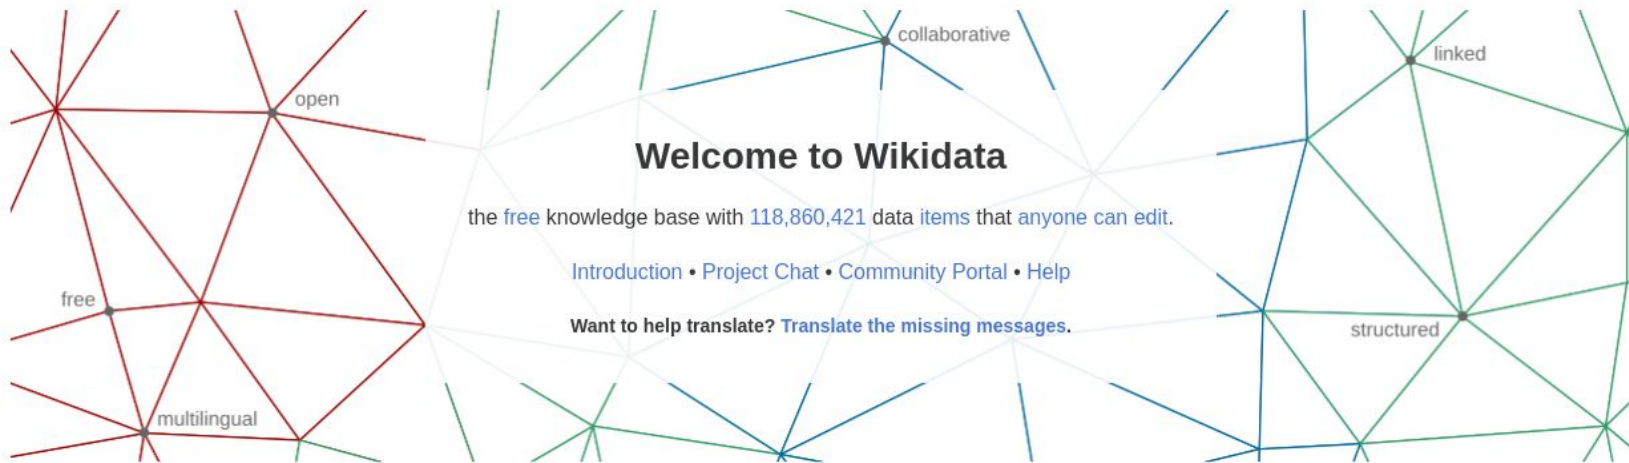 collaborative
linked
open
Welcome to Wikidata
the free knowledge base with 118,860,421 data items that anyone can edit.
Introduction • Project Chat • Community Portal • Help
free
Want to help translate? Translate the missing messages.
structured
multilingual